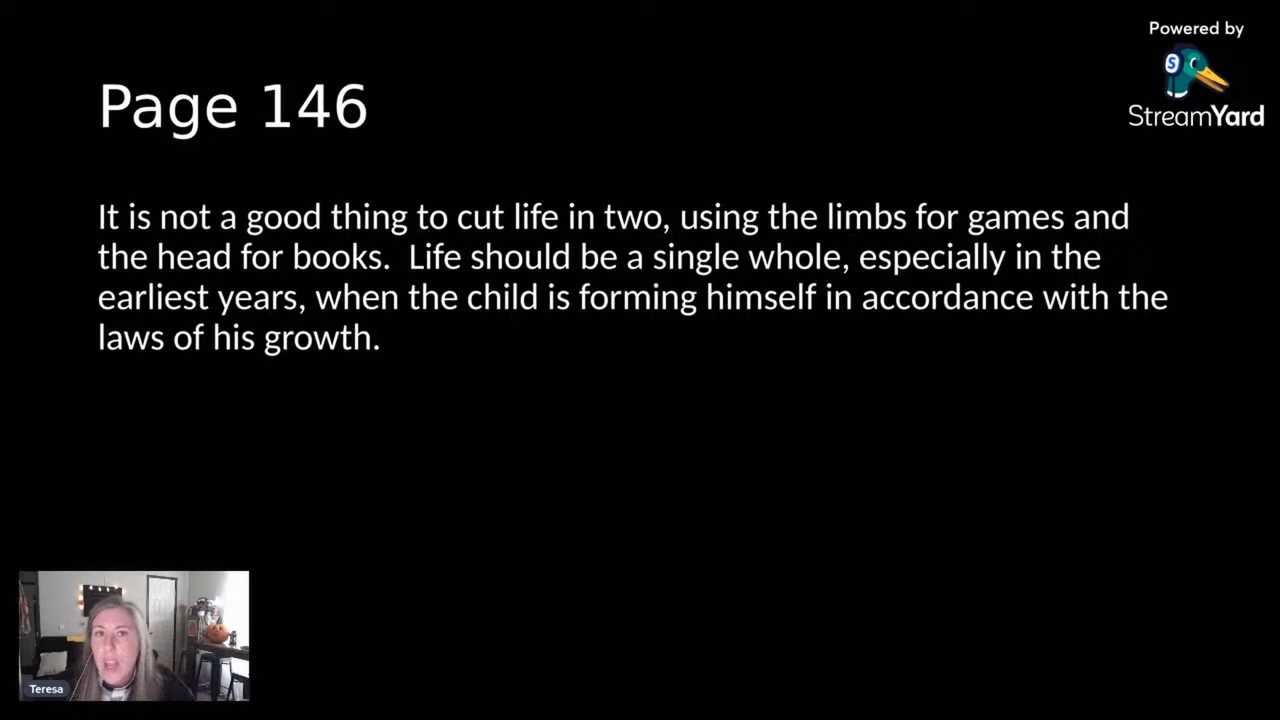 Powered by
S
StreamYard
Page 146
It is not a good thing to cut life in two, using the limbs for games and
the head for books.  Life should be a single whole, especially in the
earliest years, when the child is forming himself in accordance with the
laws of his growth.
Teresa